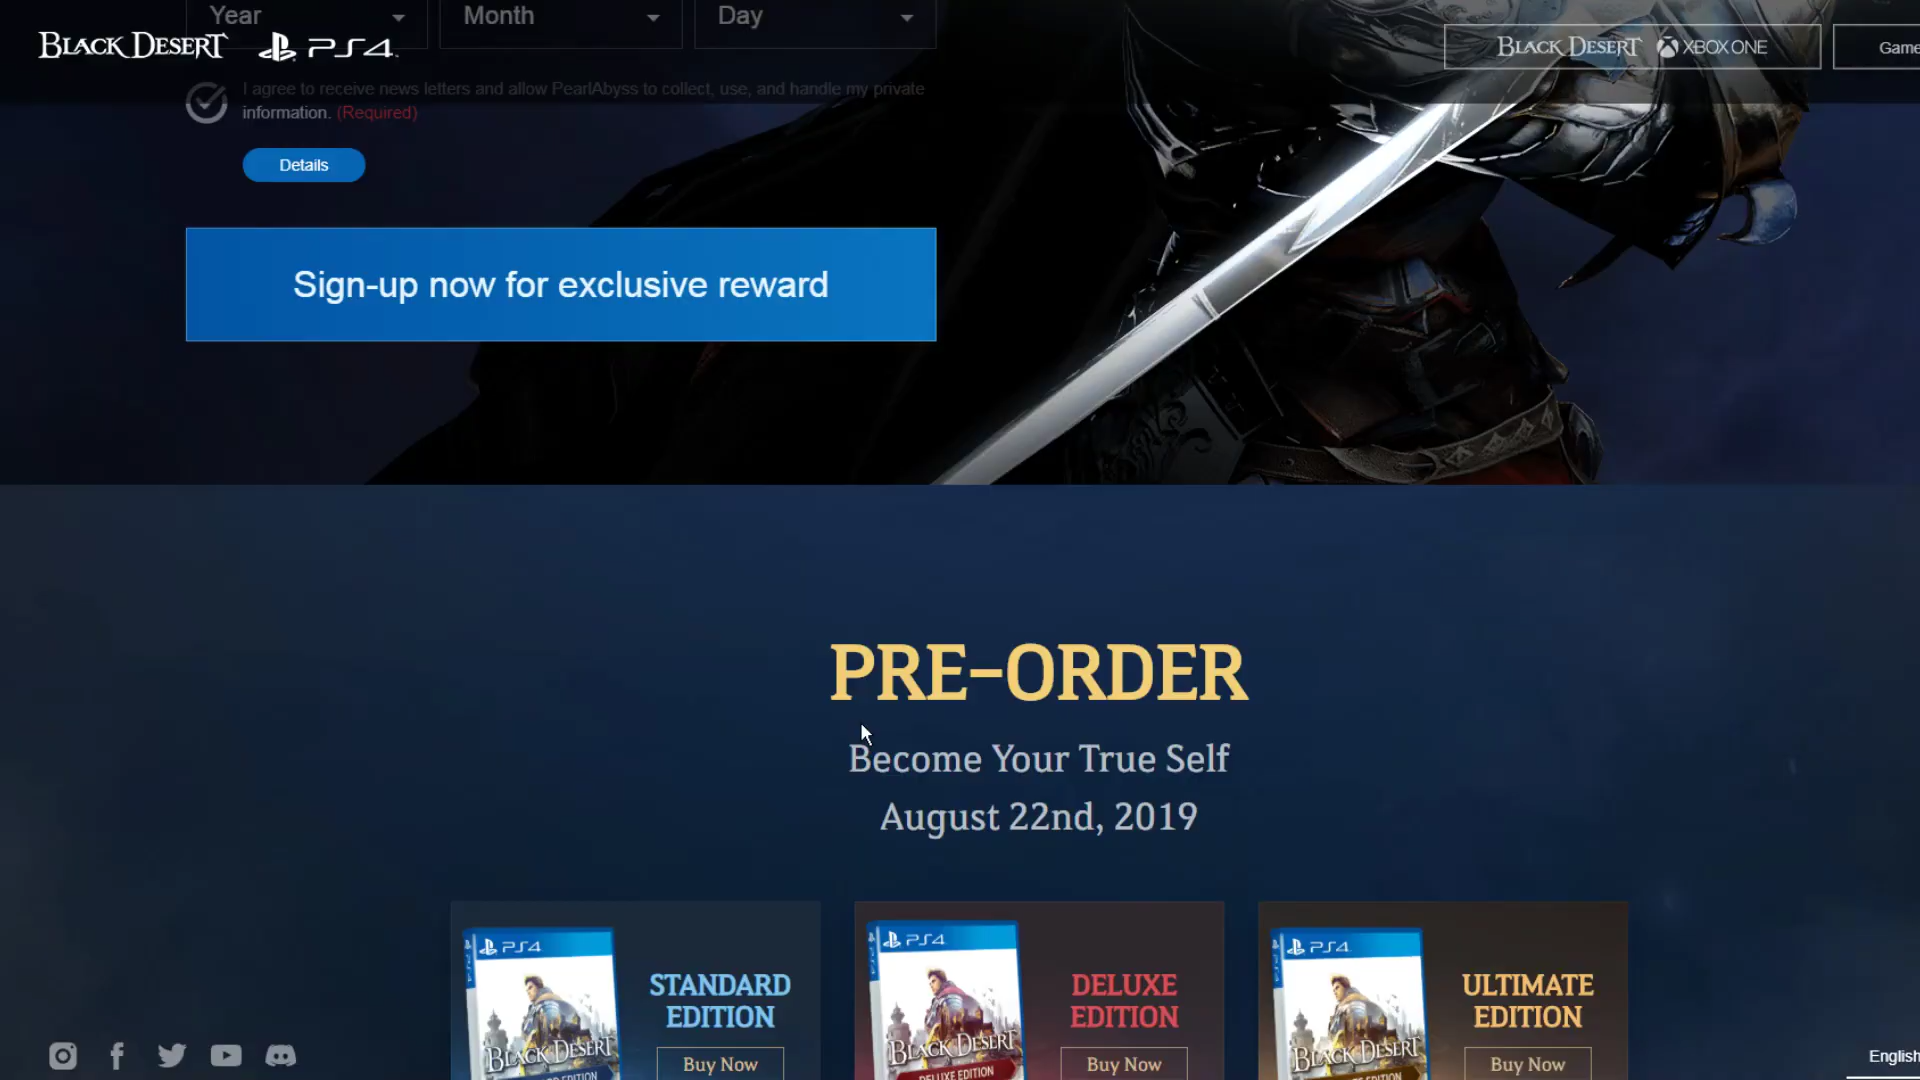 Year Month Day
BLACK DESERT PS4
BLACK DESERT XBOX ONE
Game
I agree to receive news letters and allow PearlAbyss to collect, use, and handle my private
information. (Required)
Details
Sign-up now for exclusive reward
PRE-ORDER
Become Your True Self
August 22nd, 2019
PS4
BLACK DESERT
STANDARD
EDITION
Buy Now
PS4
BLACK DESERT
DELUXE EDITION
DELUXE
EDITION
Buy Now
PS4
BLACK DESERT
EDITION
ULTIMATE
EDITION
Buy Now
English